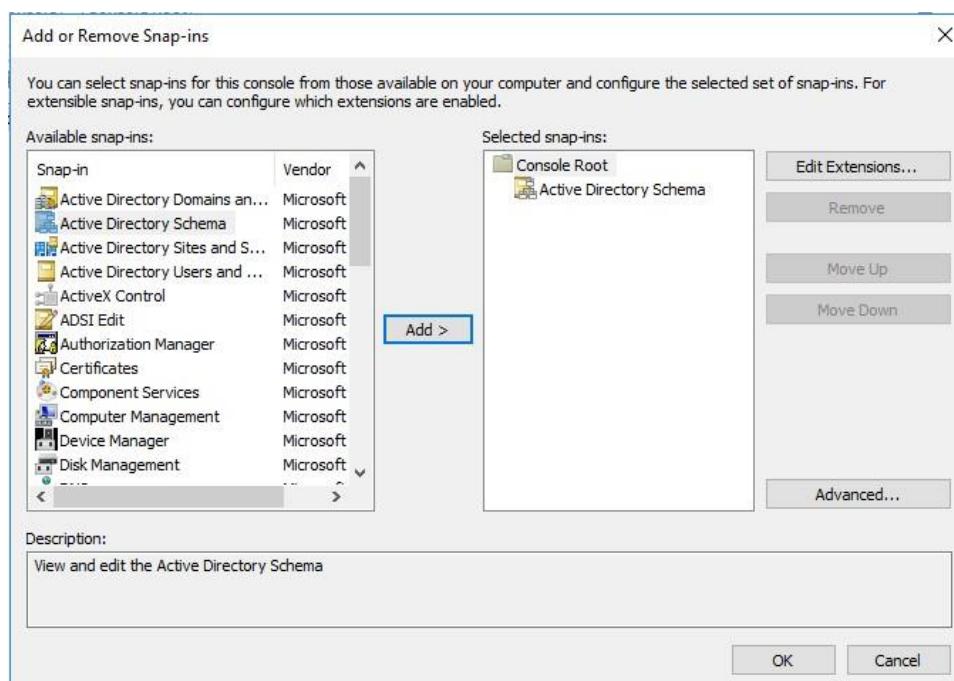 Add or Remove Snap-ins
You can select snap-ins for this console from those available on your computer and configure the selected set of snap-ins. For
extensible snap-ins, you can configure which extensions are enabled.
Available snap-ins:
Snap-in Vendor
Active Directory Domains an... Microsoft
Active Directory Schema Microsoft
Active Directory Sites and S... Microsoft
Active Directory Users and ... Microsoft
ActiveX Control Microsoft
ADSI Edit Microsoft
Authorization Manager Microsoft
Certificates Microsoft
Component Services Microsoft
Computer Management Microsoft
Device Manager Microsoft
Disk Management Microsoft
Add >
Selected snap-ins:
Console Root
Active Directory Schema
Edit Extensions...
Remove
Move Up
Move Down
Advanced...
Description:
View and edit the Active Directory Schema
OK
Cancel